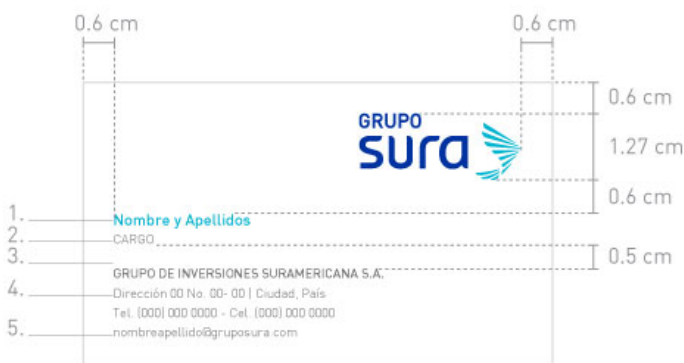 0.6 cm
0.6 cm
0.6 cm
GRUPO
sura
1.27 cm
0.6 cm
1.
Nombre y Apellidos
2.
CARGO
3.
0.5 cm
GRUPO DE INVERSIONES SURAMERICANA S.A.
4.
Dirección 00 No. 00- 00 | Ciudad, País
Tel. (000) 000 0000 - Cel. (000) 000 0000
5.
nombreapellido@gruposura.com